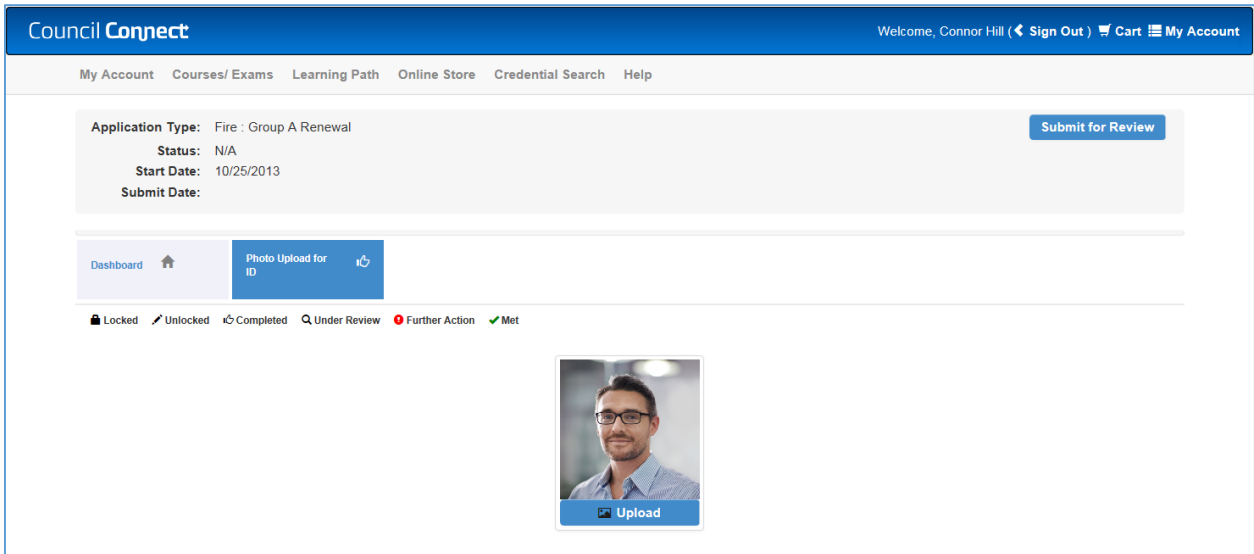 Council Connect
Welcome, Connor Hill ( Sign Out ) Cart My Account
My Account Courses/ Exams Learning Path Online Store Credential Search Help
Application Type: Fire : Group A Renewal
Submit for Review
Status: N/A
Start Date: 10/25/2013
Submit Date:
Dashboard
Photo Upload for
ID
Locked Unlocked Completed Under Review Further Action Met
Upload